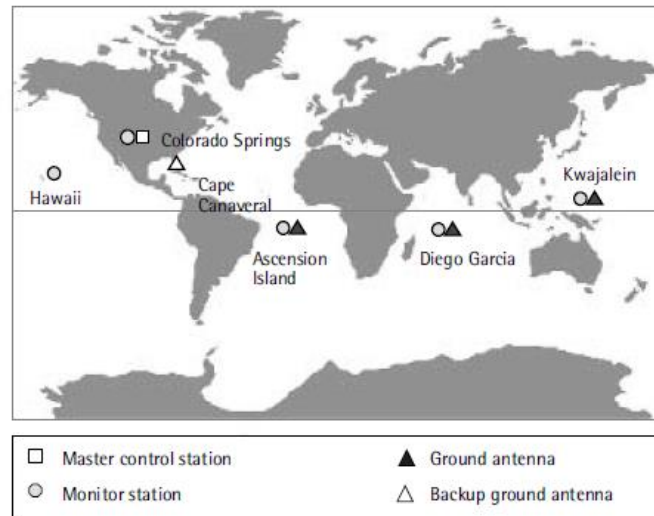 Colorado Springs
Hawaii
Cape
Canaveral
Kwajalein
Ascension
Island
Diego Garcia
Master control station
Ground antenna
Monitor station
Backup ground antenna